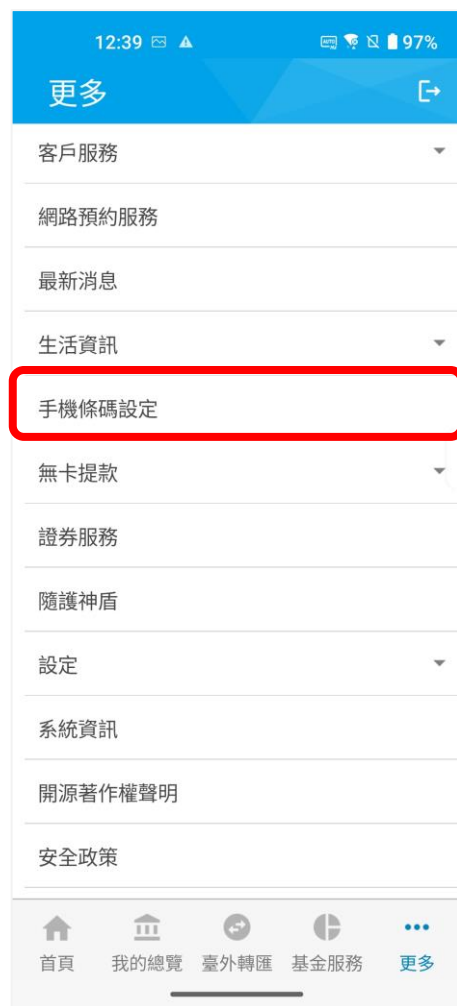 12:39 97%
更多
客戶服務
網路預約服務
最新消息
生活資訊
手機條碼設定
無卡提款
證券服務
隨護神盾
設定
系統資訊
開源著作權聲明
安全政策
首頁 我的總覽 臺外轉匯 基金服務 更多